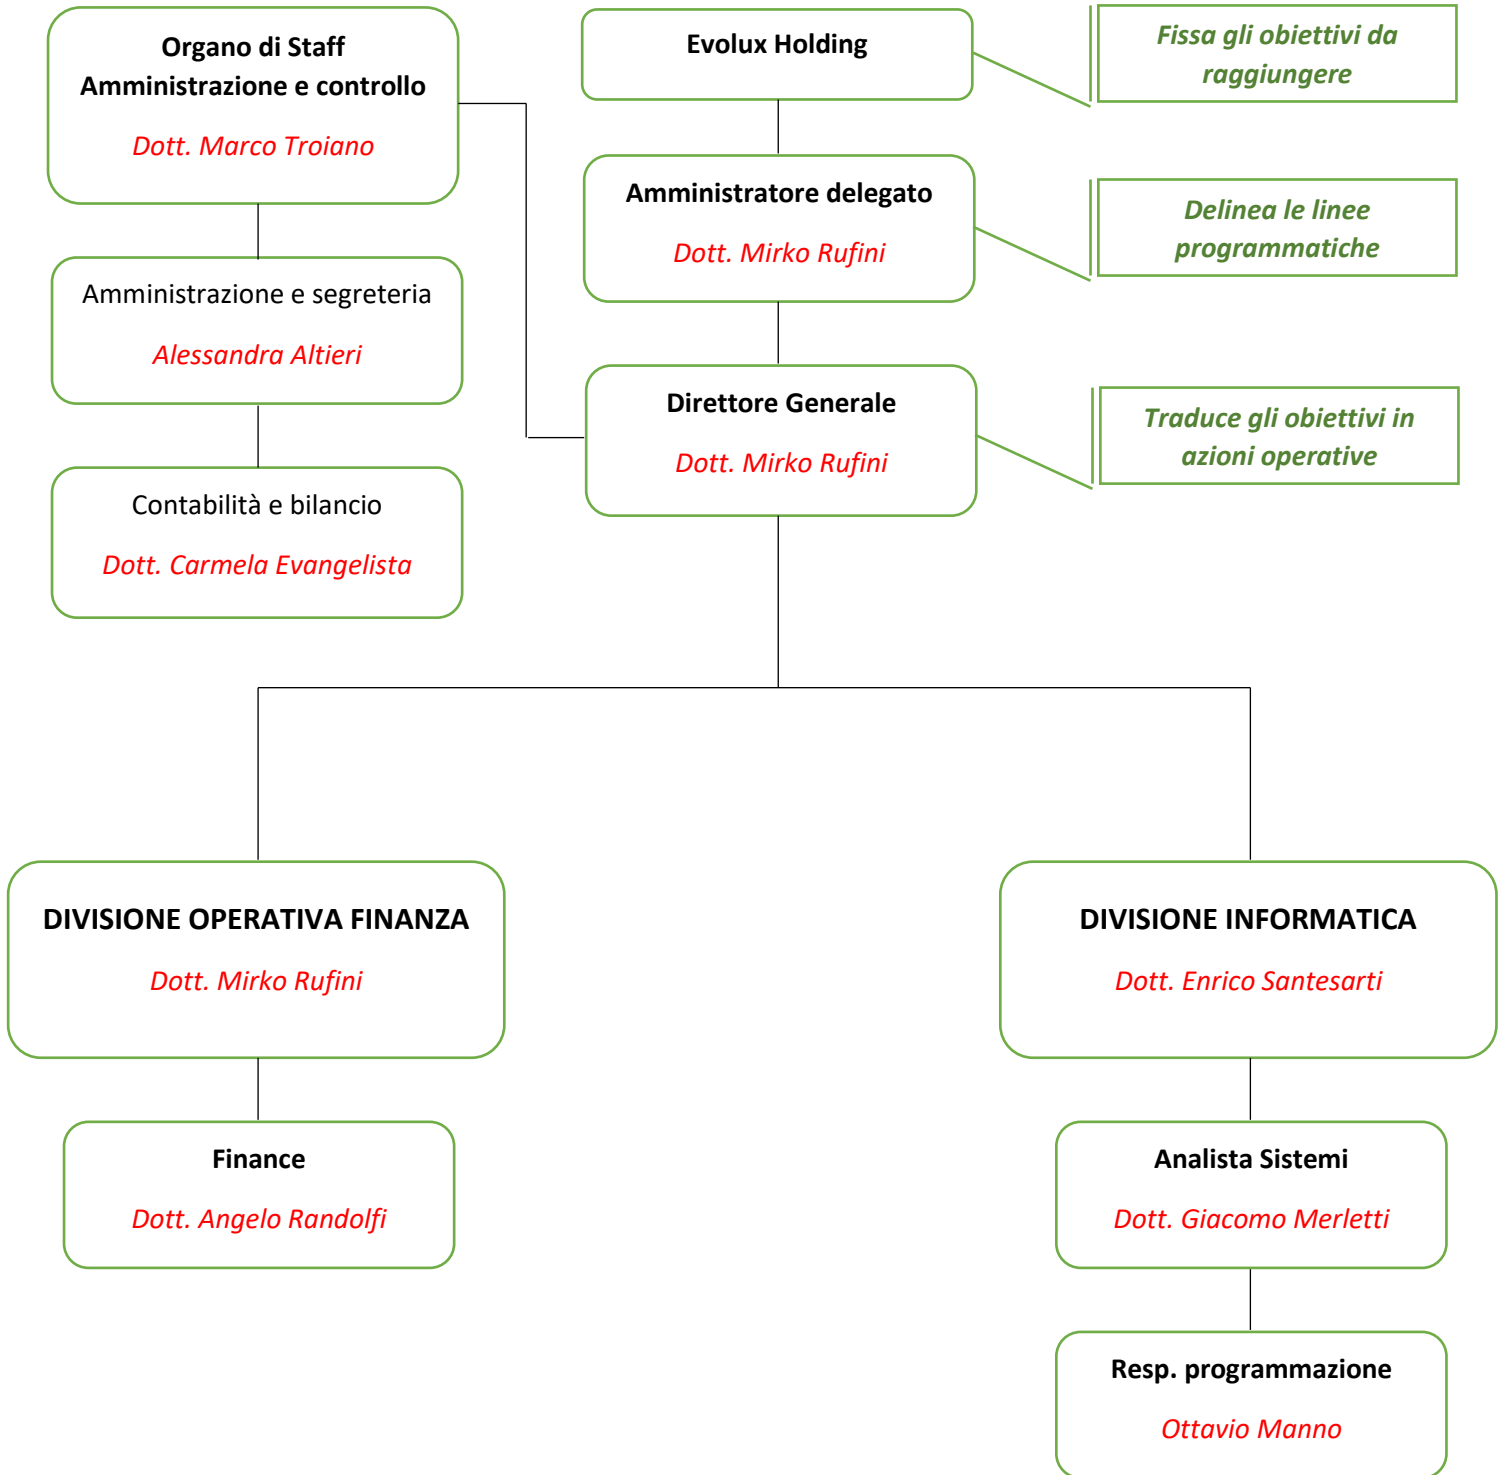 Organo di Staff
Amministrazione e controllo
Dott. Marco Troiano
Evolux Holding
Fissa gli obiettivi da
raggiungere
Amministratore delegato
Dott. Mirko Rufini
Delinea le linee
programmatiche
Amministrazione e segreteria
Alessandra Altieri
Direttore Generale
Dott. Mirko Rufini
Traduce gli obiettivi in
azioni operative
Contabilità e bilancio
Dott. Carmela Evangelista
DIVISIONE OPERATIVA FINANZA
Dott. Mirko Rufini
DIVISIONE INFORMATICA
Dott. Enrico Santesarti
Finance
Dott. Angelo Randolfi
Analista Sistemi
Dott. Giacomo Merletti
Resp. programmazione
Ottavio Manno